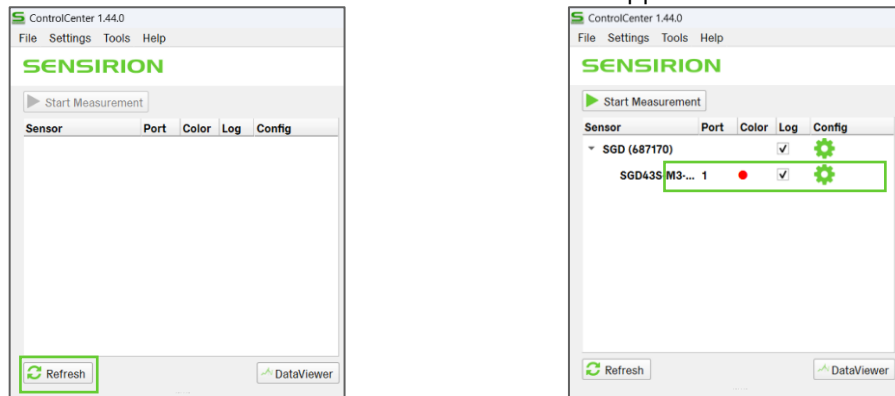 ControlCenter 1.44.0
File Settings Tools Help
SENSIRION
Start Measurement
Sensor Port Color Log Config
Refresh
DataViewer
ControlCenter 1.44.0
File Settings Tools Help
SENSIRION
Start Measurement
Sensor Port Color Log Config
SGD (687170)
SGD43S-M3-... 1
Refresh
DataViewer